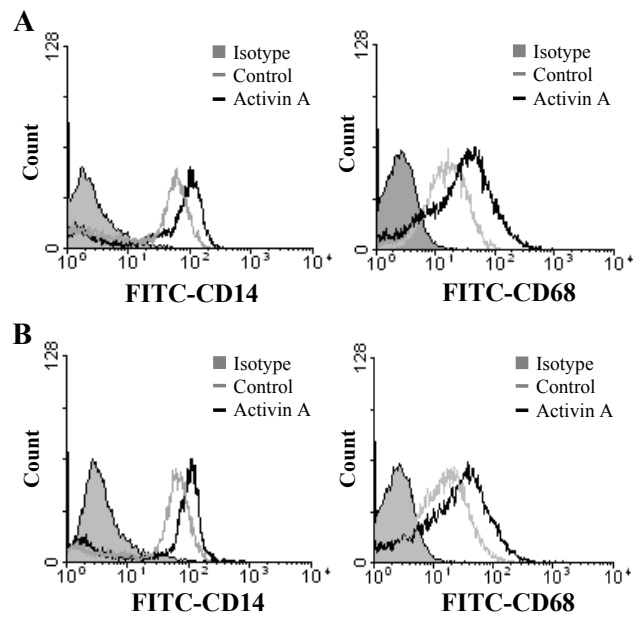 A
128
Isotype
Control
Activin A
Count
0
10⁰ 10¹ 10² 10³ 10⁴
FITC-CD14
128
Isotype
Control
Activin A
Count
0
10⁰ 10¹ 10² 10³ 10⁴
FITC-CD68
B
128
Isotype
Control
Activin A
Count
0
10⁰ 10¹ 10² 10³ 10⁴
FITC-CD14
128
Isotype
Control
Activin A
Count
0
10⁰ 10¹ 10² 10³ 10⁴
FITC-CD68